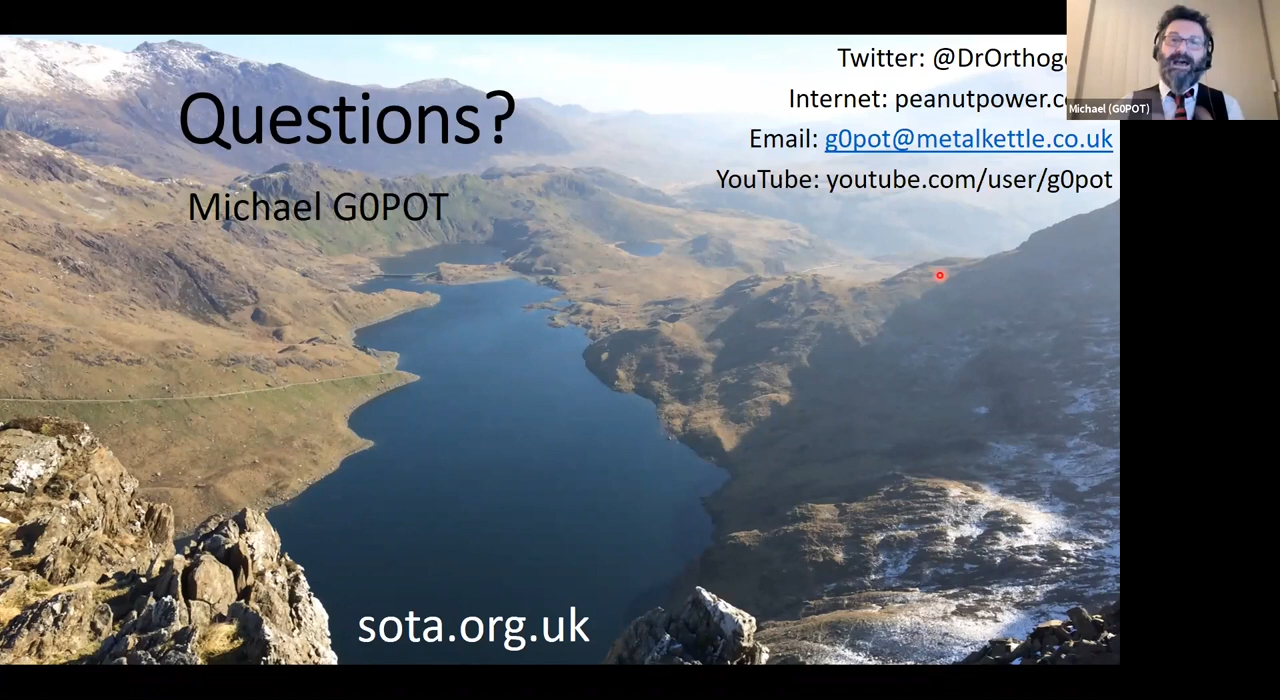 Questions?
Michael G0POT
Twitter: @DrOrthog
Internet: peanutpower.c
Email: g0pot@metalkettle.co.uk
YouTube: youtube.com/user/g0pot
Michael (G0POT)
sota.org.uk